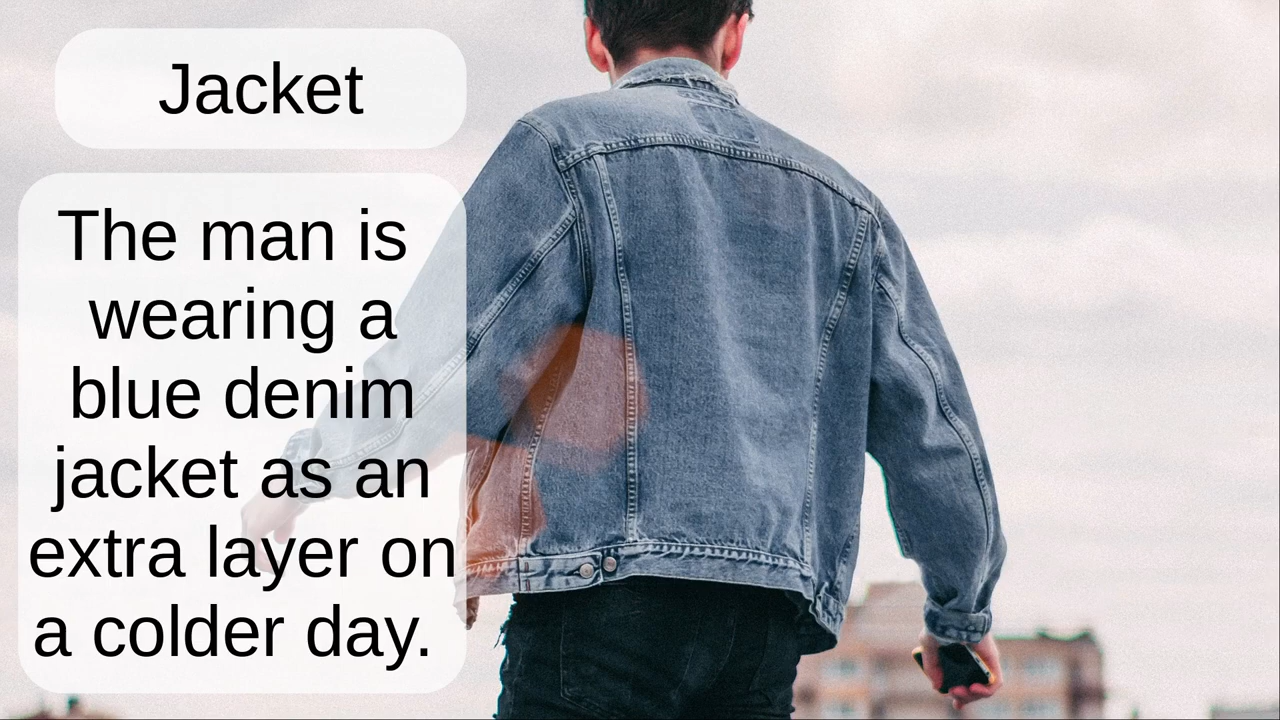 Jacket
The man is
wearing a
blue denim
jacket as an
extra layer on
a colder day.